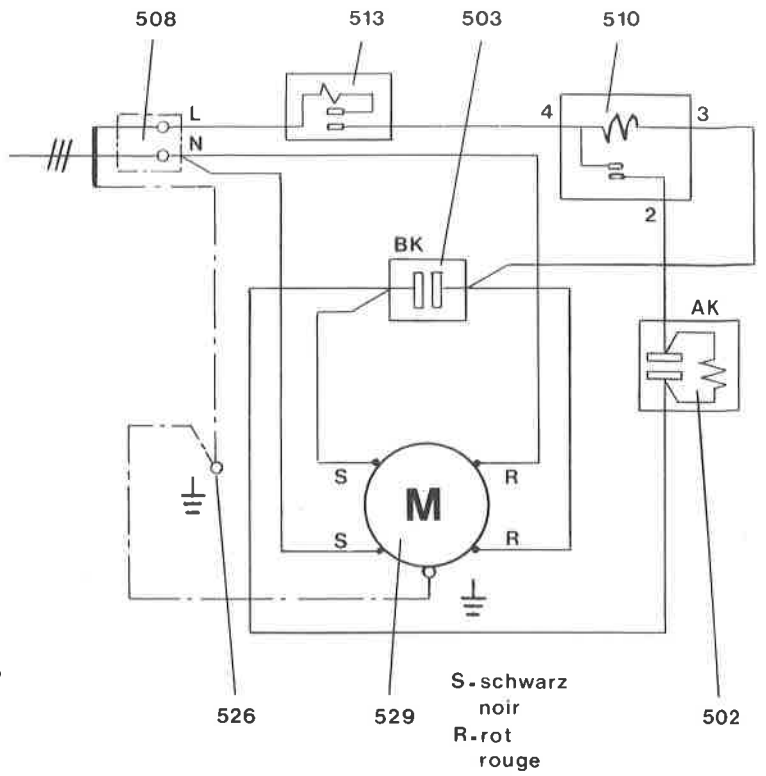 508
513
503
510
L
4
3
N
2
BK
AK
S
R
M
S
R
526
529
S-schwarz
noir
R-rot
rouge
502